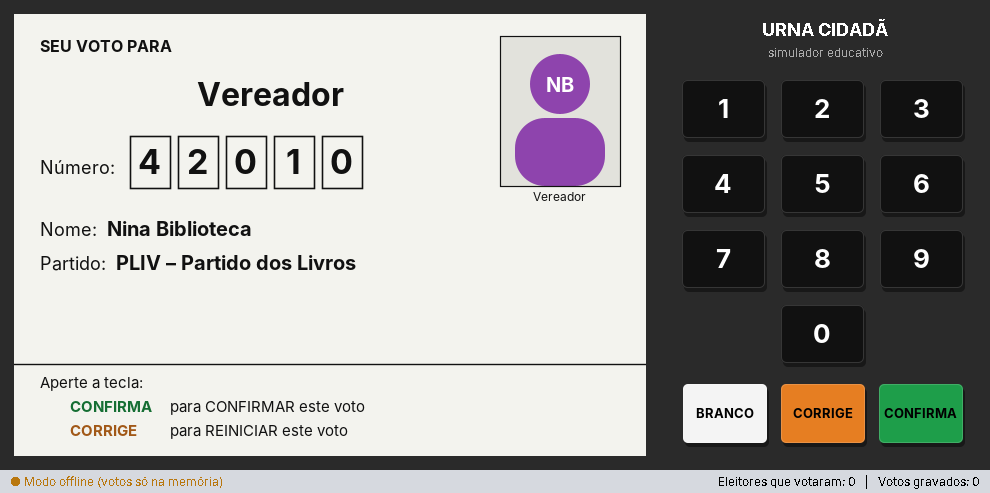 SEU VOTO PARA
Vereador
Número: 4 2 0 1 0
Nome: Nina Biblioteca
Partido: PLIV – Partido dos Livros
NB
Vereador
Aperte a tecla:
CONFIRMA para CONFIRMAR este voto
CORRIGE para REINICIAR este voto
URNA CIDADÃ
simulador educativo
1 2 3
4 5 6
7 8 9
0
BRANCO CORRIGE CONFIRMA
Modo offline (votos só na memória)
Eleitores que votaram: 0 | Votos gravados: 0